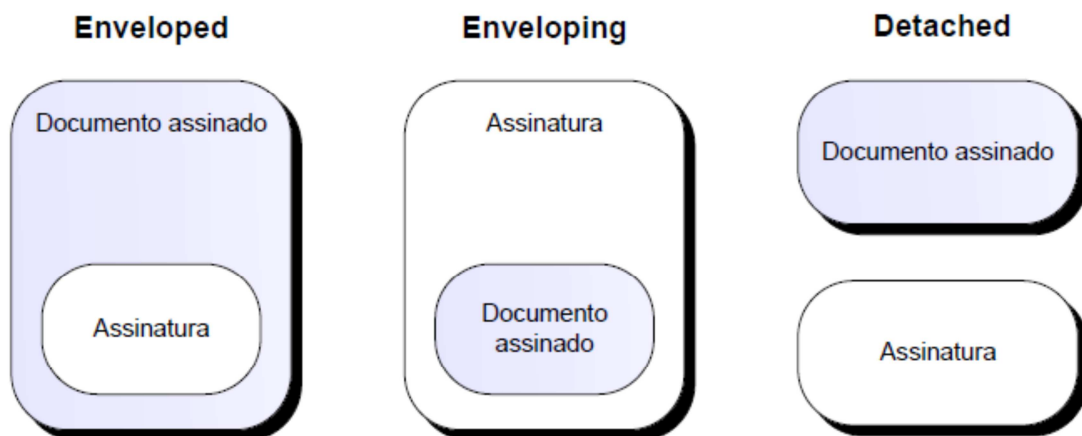 Enveloped
Documento assinado
Assinatura
Enveloping
Assinatura
Documento
assinado
Detached
Documento assinado
Assinatura